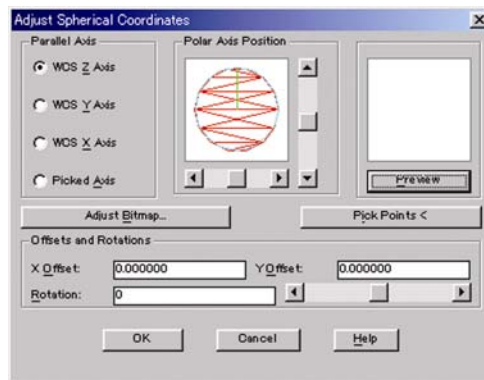 Adjust Spherical Coordinates
Parallel Axis
WCS Z Axis
WCS Y Axis
WCS X Axis
Picked Axis
Polar Axis Position
Preview
Adjust Bitmap...
Pick Points <
Offsets and Rotations
X Offset:
0.000000
Y Offset:
0.000000
Rotation:
0
OK
Cancel
Help